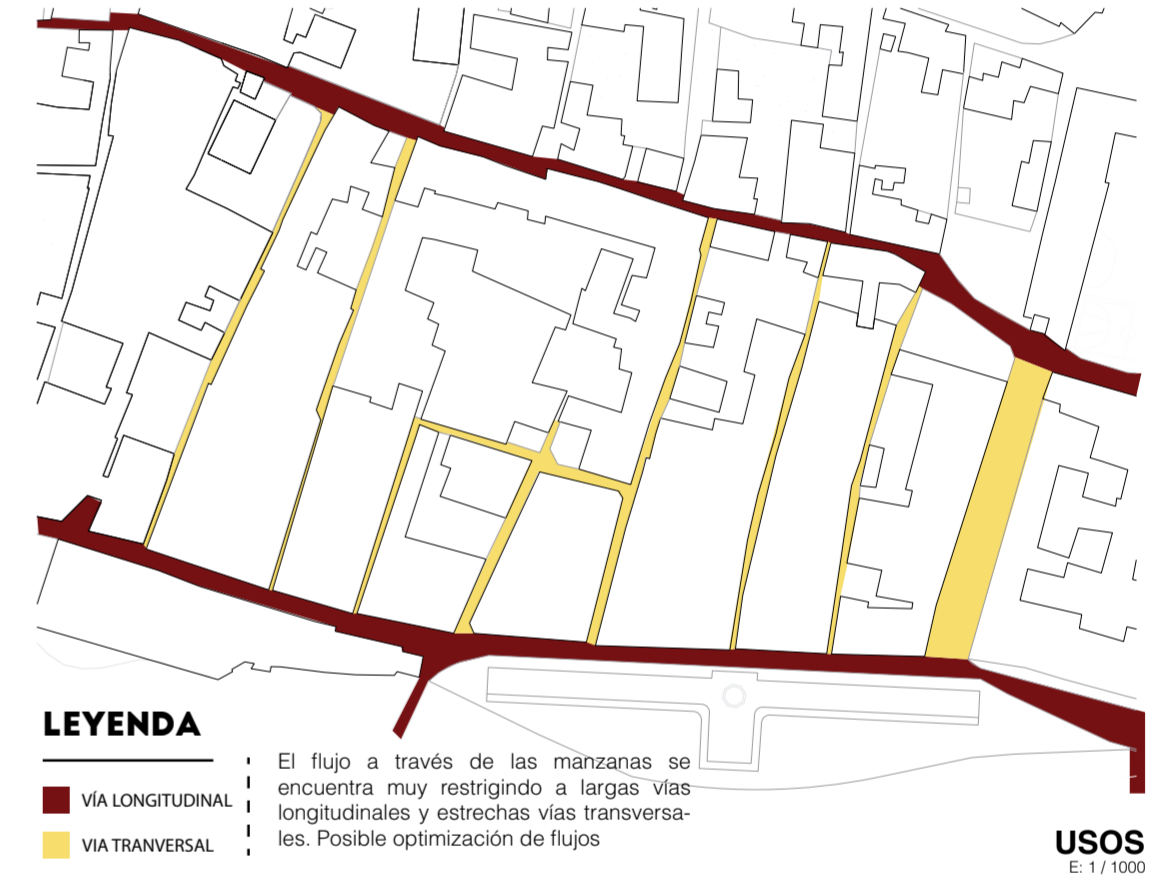 LEYENDA
VÍA LONGITUDINAL
VIA TRANVERSAL
El flujo a través de las manzanas se
encuentra muy restrigindo a largas vías
longitudinales y estrechas vías transversa-
les. Posible optimización de flujos
USOS
E: 1 / 1000